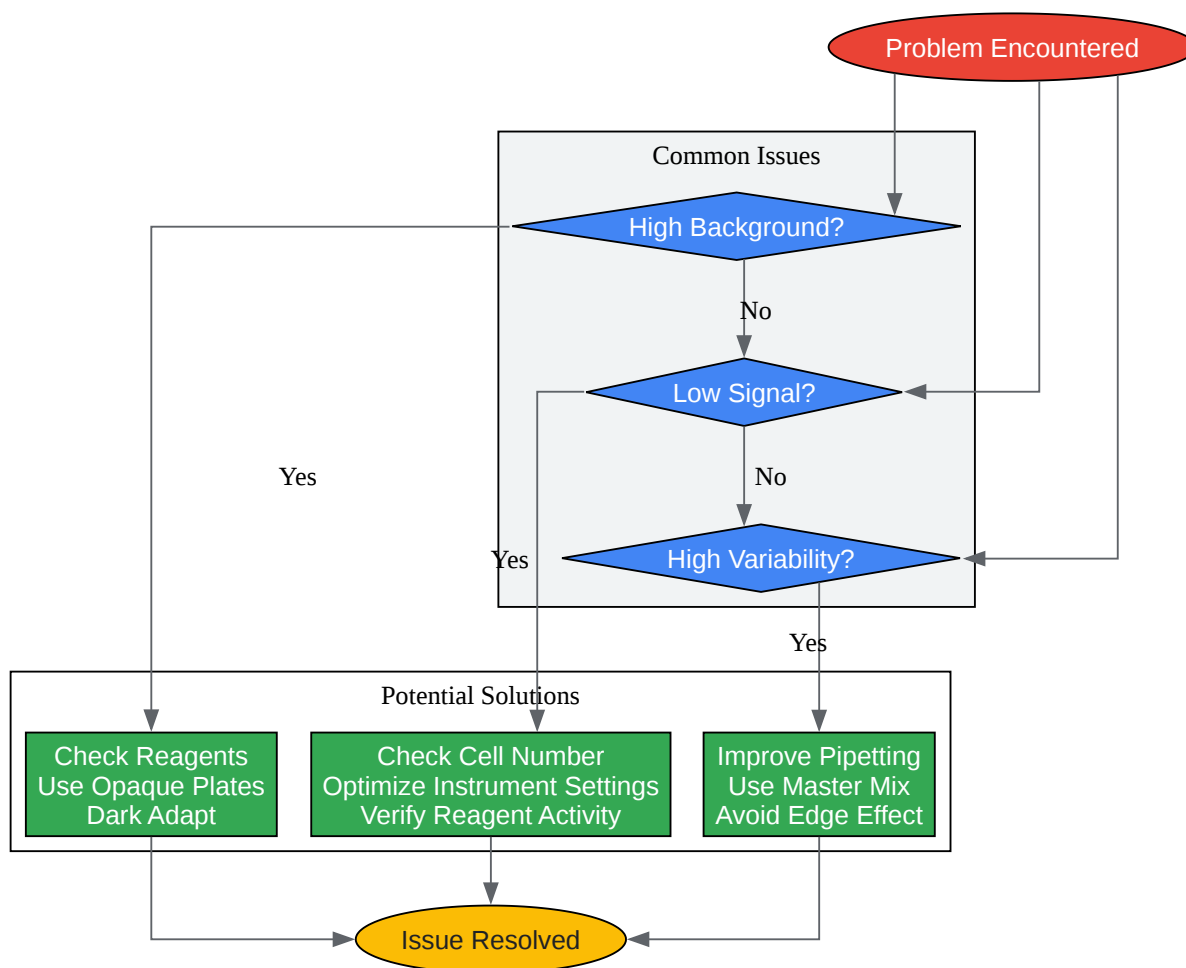 Problem Encountered
Common Issues
High Background?
No
Low Signal?
Yes
No
Yes
High Variability?
Yes
Potential Solutions
Check Reagents
Use Opaque Plates
Dark Adapt
Check Cell Number
Optimize Instrument Settings
Verify Reagent Activity
Improve Pipetting
Use Master Mix
Avoid Edge Effect
Issue Resolved